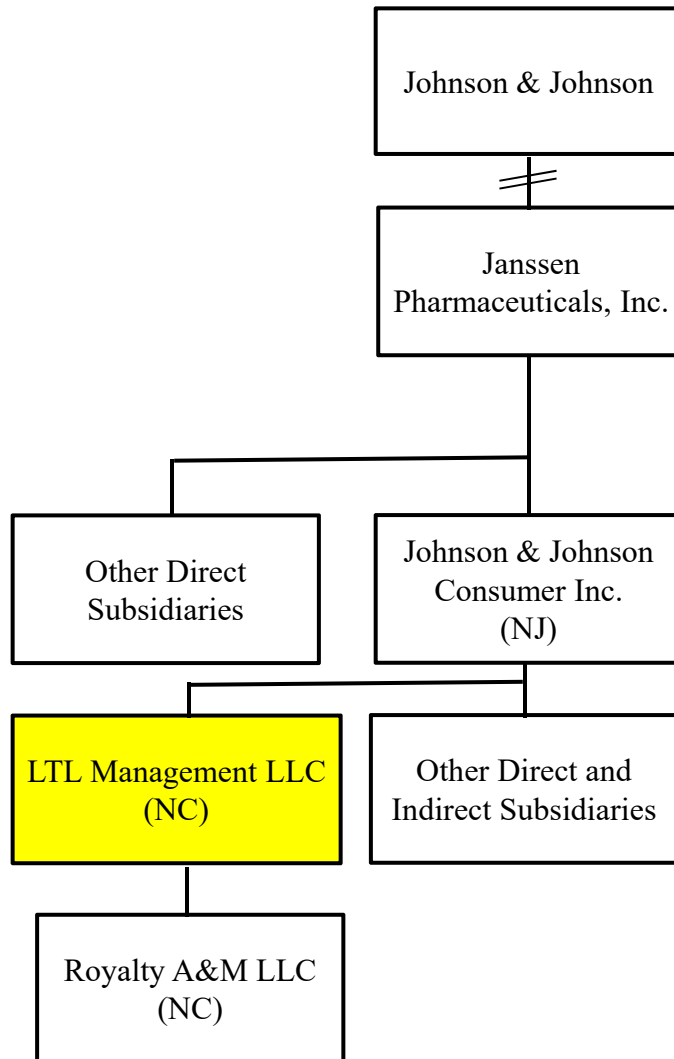 Johnson & Johnson
Janssen
Pharmaceuticals, Inc.
Other Direct
Subsidiaries
Johnson & Johnson
Consumer Inc.
(NJ)
LTL Management LLC
(NC)
Other Direct and
Indirect Subsidiaries
Royalty A&M LLC
(NC)